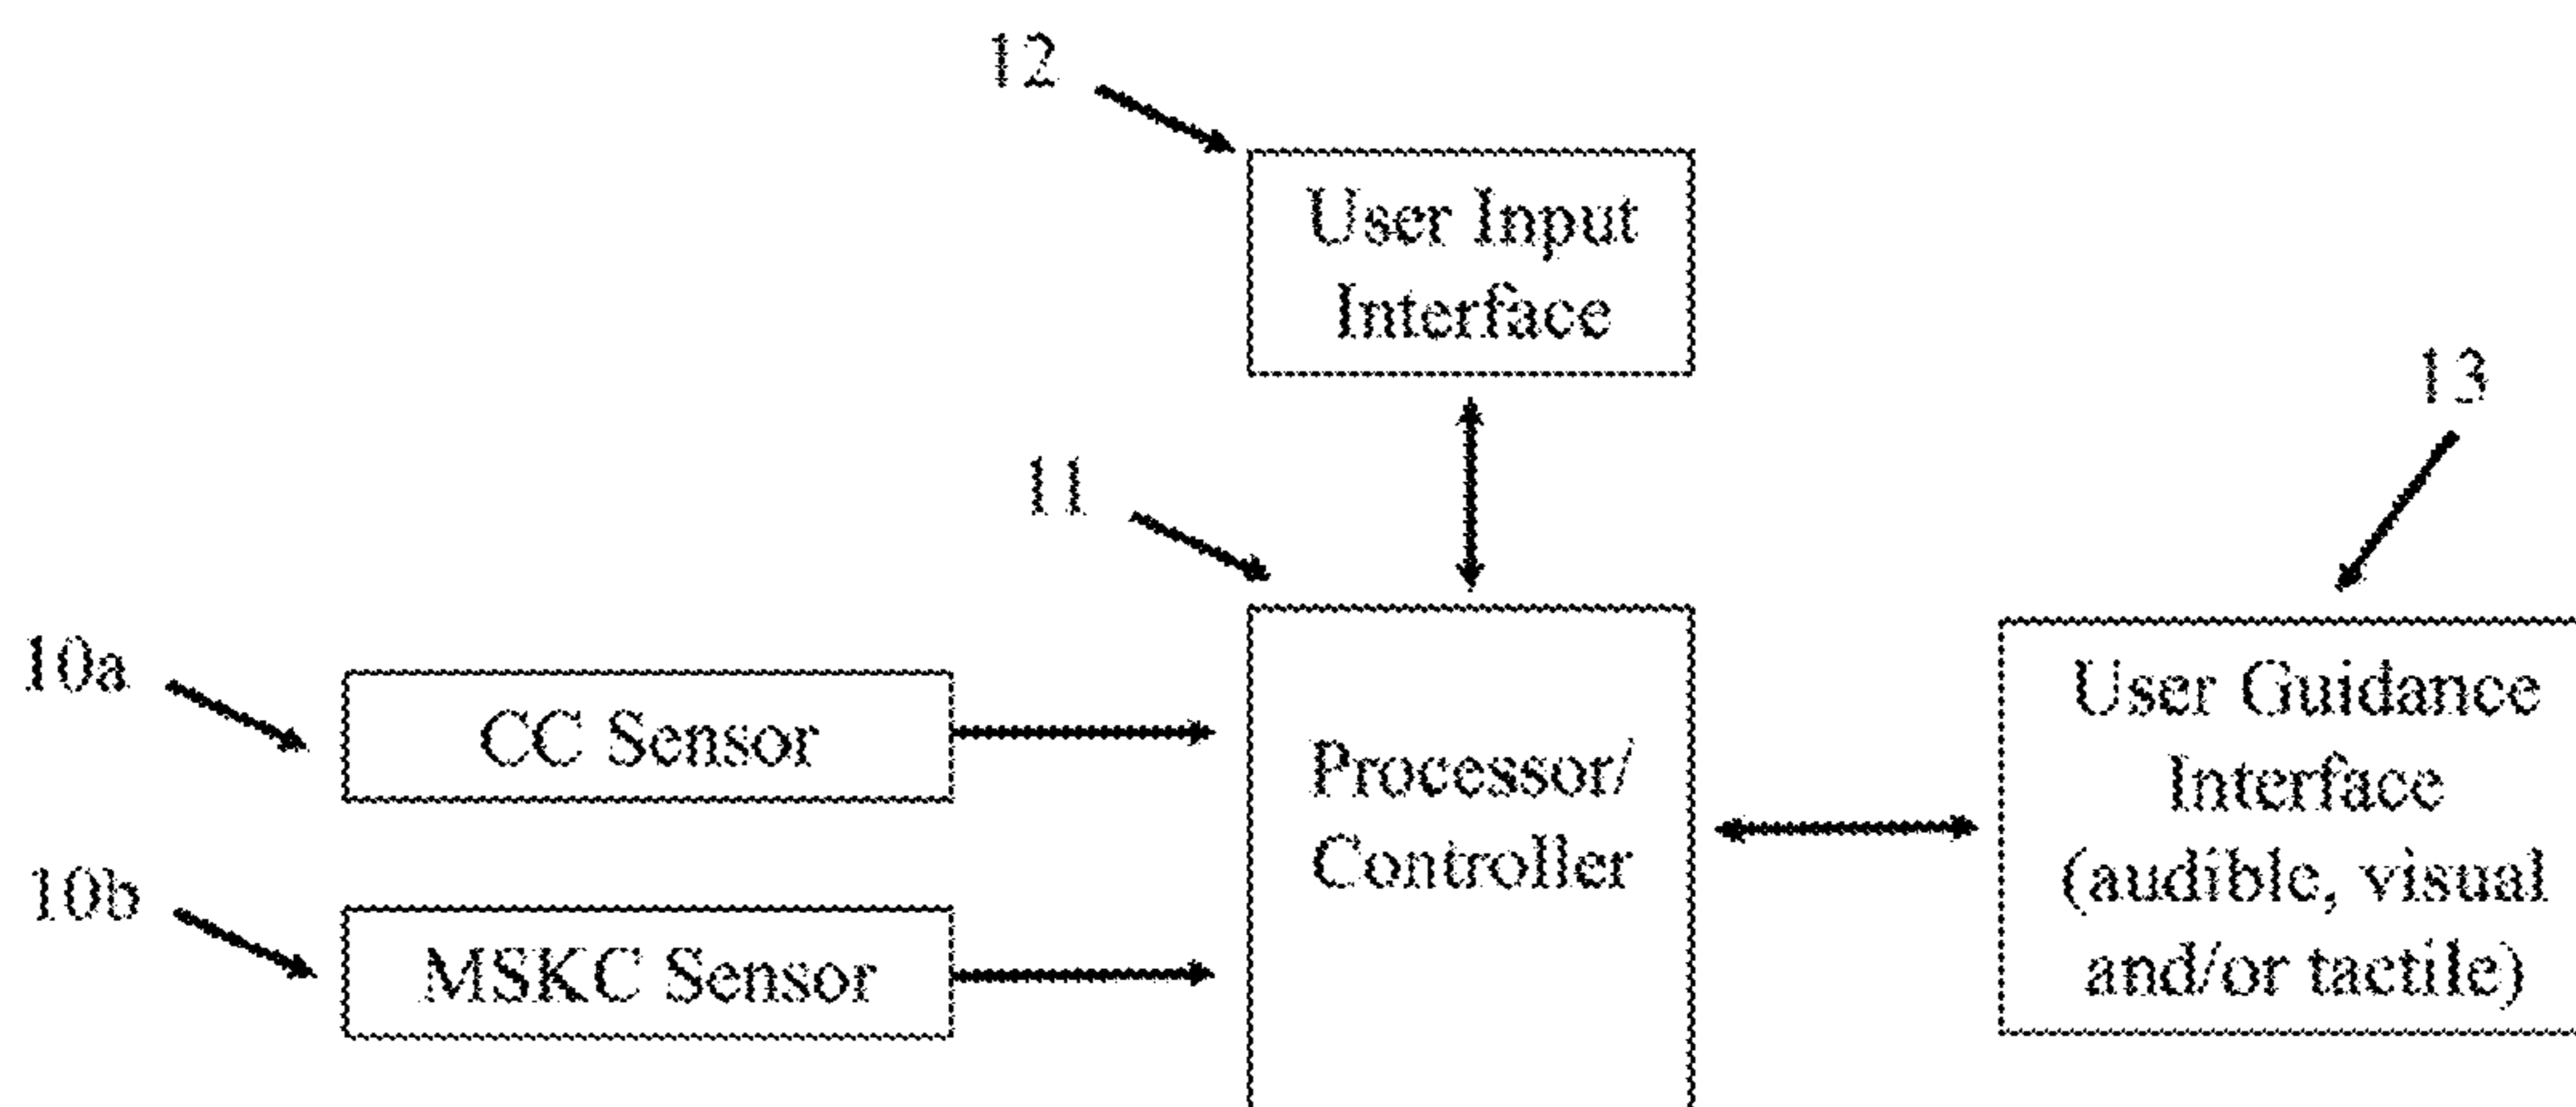 12
User Input
Interface
13
11
10a
CC Sensor
Processor/
Controller
User Guidance
Interface
(audible, visual
and/or tactile)
10b
MSKC Sensor